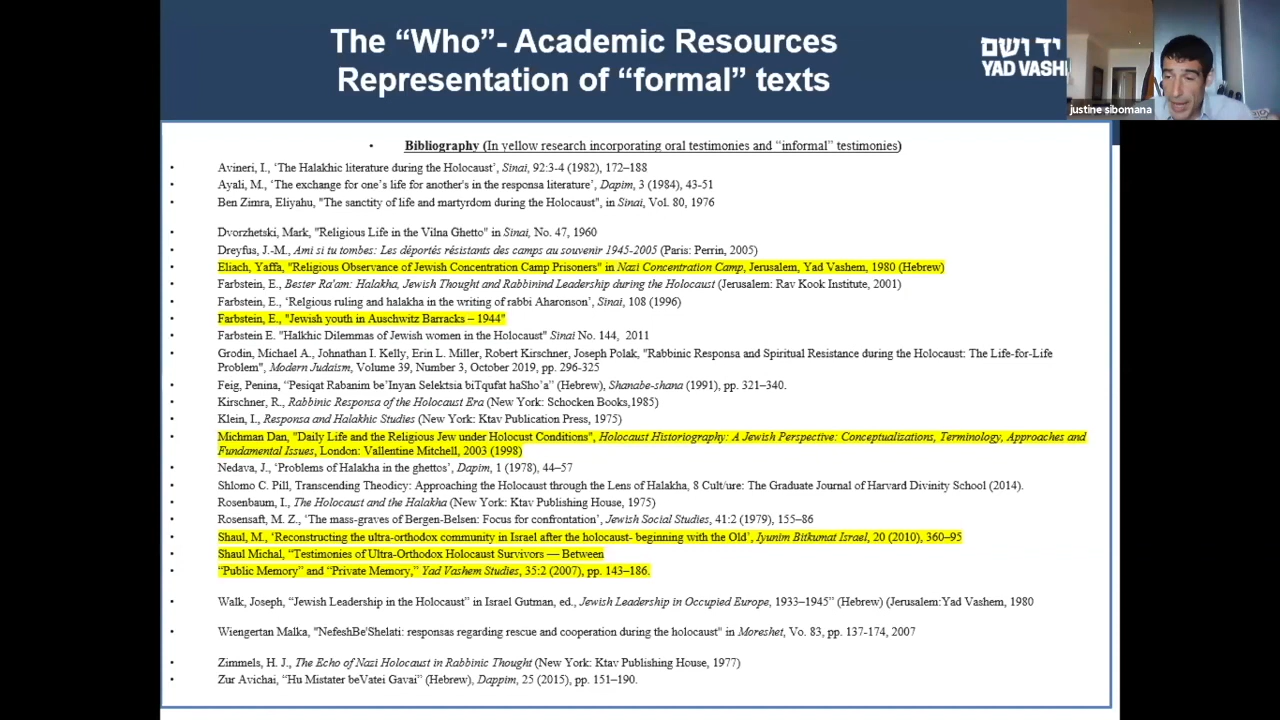 The “Who”- Academic Resources
Representation of “formal” texts
יד ושם
YAD VASH
justine sibomana
• Bibliography (In yellow research incorporating oral testimonies and “informal” testimonies)
• Avineri, I., ‘The Halakhic literature during the Holocaust’, Sinai, 92:3-4 (1982), 172–188
• Ayali, M., ‘The exchange for one’s life for another's in the responsa literature’, Dapim, 3 (1984), 43-51
• Ben Zimra, Eliyahu, "The sanctity of life and martyrdom during the Holocaust", in Sinai, Vol. 80, 1976
• Dvorzhetski, Mark, "Religious Life in the Vilna Ghetto" in Sinai, No. 47, 1960
• Dreyfus, J.-M., Ami si tu tombes: Les déportés résistants des camps au souvenir 1945-2005 (Paris: Perrin, 2005)
• Eliach, Yaffa, "Religious Observance of Jewish Concentration Camp Prisoners" in Nazi Concentration Camp, Jerusalem, Yad Vashem, 1980 (Hebrew)
• Farbstein, E., Bester Ra'am: Halakha, Jewish Thought and Rabbinind Leadership during the Holocaust (Jerusalem: Rav Kook Institute, 2001)
• Farbstein, E., ‘Relgious ruling and halakha in the writing of rabbi Aharonson’, Sinai, 108 (1996)
• Farbstein, E., "Jewish youth in Auschwitz Barracks – 1944"
• Farbstein E. "Halkhic Dilemmas of Jewish women in the Holocaust" Sinai No. 144, 2011
• Grodin, Michael A., Johnathan I. Kelly, Erin L. Miller, Robert Kirschner, Joseph Polak, "Rabbinic Responsa and Spiritual Resistance during the Holocaust: The Life-for-Life
Problem", Modern Judaism, Volume 39, Number 3, October 2019, pp. 296-325
• Feig, Penina, “Pesiqat Rabanim be’Inyan Selektsia biTqufat haSho’a” (Hebrew), Shanabe-shana (1991), pp. 321–340.
• Kirschner, R., Rabbinic Responsa of the Holocaust Era (New York: Schocken Books,1985)
• Klein, I., Responsa and Halakhic Studies (New York: Ktav Publication Press, 1975)
• Michman Dan, "Daily Life and the Religious Jew under Holocust Conditions", Holocaust Historiography: A Jewish Perspective: Conceptualizations, Terminology, Approaches and
Fundamental Issues, London: Vallentine Mitchell, 2003 (1998)
• Nedava, J., ‘Problems of Halakha in the ghettos’, Dapim, 1 (1978), 44–57
• Shlomo C. Pill, Transcending Theodicy: Approaching the Holocaust through the Lens of Halakha, 8 Cult/ure: The Graduate Journal of Harvard Divinity School (2014).
• Rosenbaum, I., The Holocaust and the Halakha (New York: Ktav Publishing House, 1975)
• Rosensaft, M. Z., ‘The mass-graves of Bergen-Belsen: Focus for confrontation’, Jewish Social Studies, 41:2 (1979), 155–86
• Shaul, M., ‘Reconstructing the ultra-orthodox community in Israel after the holocaust- beginning with the Old’, Iyunim Bitkumat Israel, 20 (2010), 360–95
• Shaul Michal, “Testimonies of Ultra-Orthodox Holocaust Survivors — Between
• “Public Memory” and “Private Memory,” Yad Vashem Studies, 35:2 (2007), pp. 143–186.
• Walk, Joseph, “Jewish Leadership in the Holocaust” in Israel Gutman, ed., Jewish Leadership in Occupied Europe, 1933–1945” (Hebrew) (Jerusalem:Yad Vashem, 1980
• Wiengertan Malka, "NefeshBe'Shelati: responsas regarding rescue and cooperation during the holocaust" in Moreshet, Vo. 83, pp. 137-174, 2007
• Zimmels, H. J., The Echo of Nazi Holocaust in Rabbinic Thought (New York: Ktav Publishing House, 1977)
• Zur Avichai, “Hu Mistater beVatei Gavai” (Hebrew), Dappim, 25 (2015), pp. 151–190.